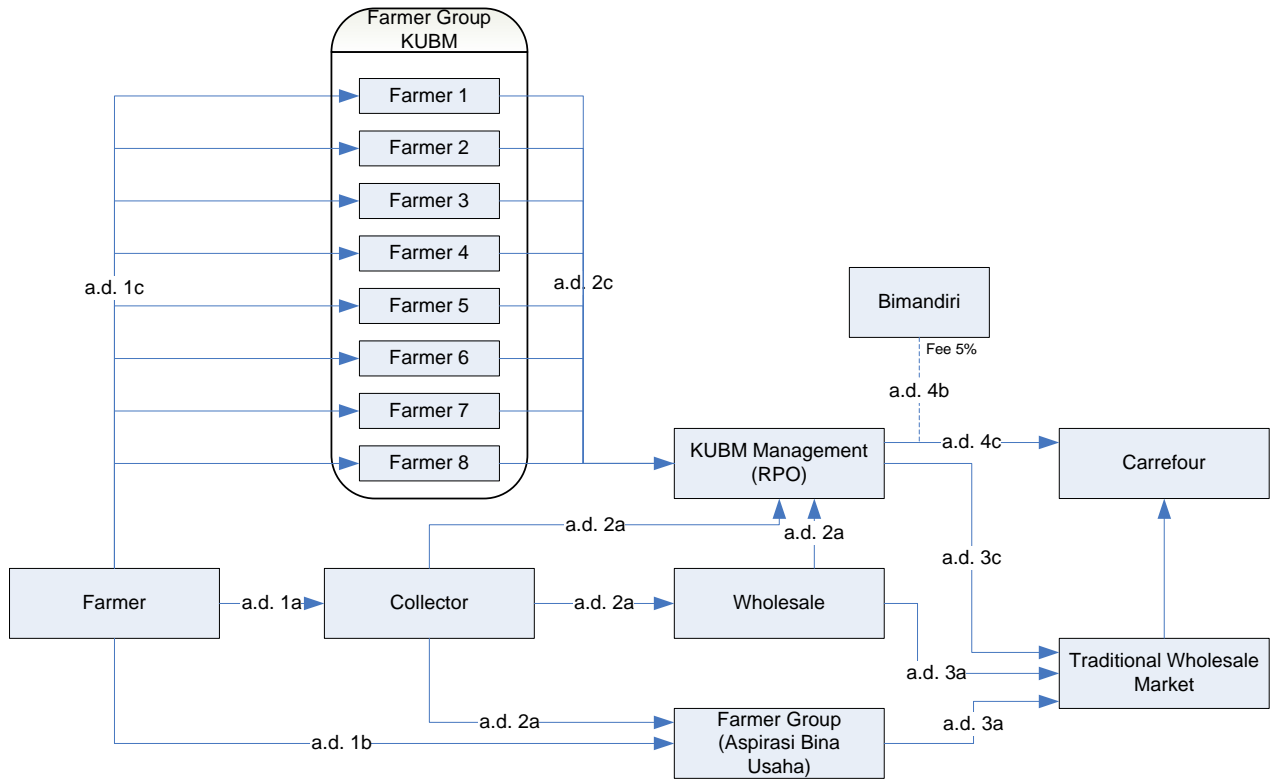 Farmer Group
KUBM
Farmer 1
Farmer 2
Farmer 3
Farmer 4
a.d. 1c
a.d. 2c
Farmer 5
Bimandiri
Farmer 6
Fee 5%
a.d. 4b
Farmer 7
Farmer 8
KUBM Management
(RPO)
a.d. 4c
Carrefour
a.d. 2a
a.d. 2a
a.d. 3c
Farmer
a.d. 1a
Collector
a.d. 2a
Wholesale
a.d. 3a
Traditional Wholesale
Market
a.d. 2a
a.d. 1b
Farmer Group
(Aspirasi Bina
Usaha)
a.d. 3a